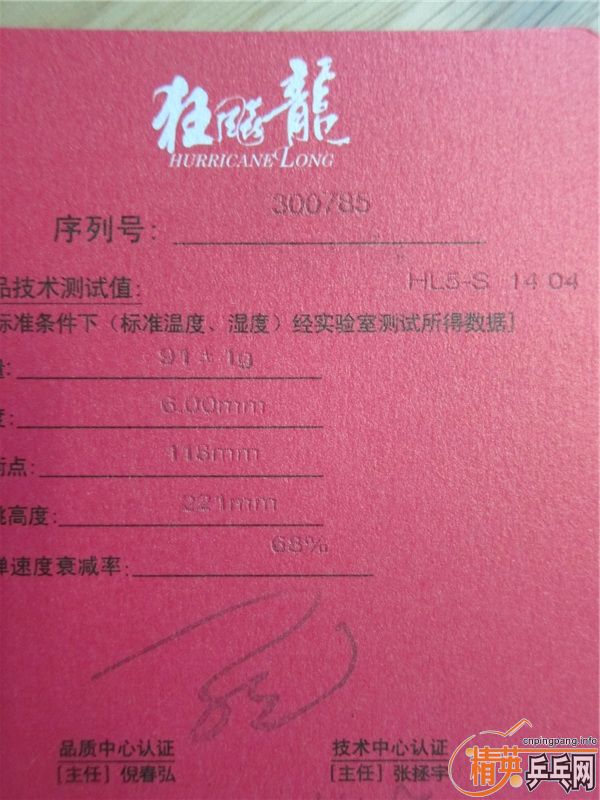 狂飚龍
HURRICANE LONG
序列号: 300785
品技术测试值: HL5-S 14 04
标准条件下（标准温度、湿度）经实验室测试所得数据]
量: 91±1g
度: 6.00mm
衡点: 118mm
跳高度: 221mm
弹速度衰减率: 68%
品质中心认证
[主任] 倪春弘
技术中心认证
[主任] 张拯宇
cnpingpang.info
精英乒乓网